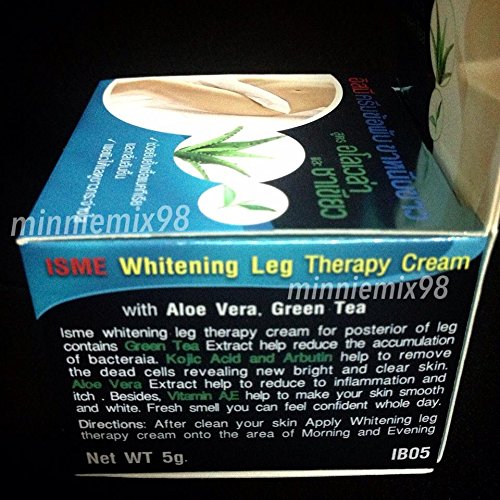 minniemix98
ISME Whitening Leg Therapy Cream
minniemix98
with Aloe Vera, Green Tea
Isme whitening leg therapy cream for posterior of leg
contains Green Tea Extract help reduce the accumulation
of bacteraia. Kojic Acid and Arbutin help to remove
the dead cells revealing new bright and clear skin.
Aloe Vera Extract help to reduce to inflammation and
itch . Besides, Vitamin A,E help to make your skin smooth
and white. Fresh smell you can feel confident whole day.
Directions: After clean your skin Apply Whitening leg
therapy cream onto the area of Morning and Evening
Net WT 5g.
IB05